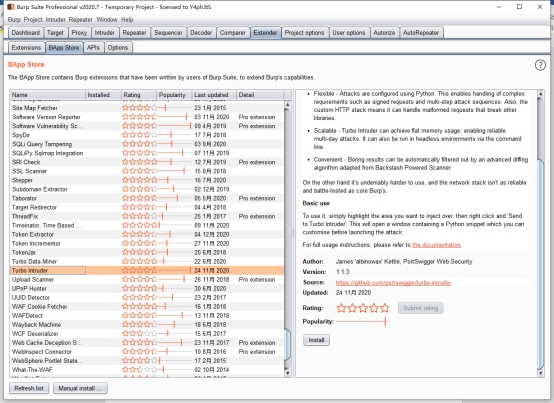 Burp Suite Professional v2020.7 - Temporary Project - licensed to Y4ph3tS
Burp Project Intruder Repeater Window Help
Dashboard Target Proxy Intruder Repeater Sequencer Decoder Comparer Extender Project options User options Autorize AutoRepeater
Extensions BApp Store APIs Options
BApp Store
The BApp Store contains Burp extensions that have been written by users of Burp Suite, to extend Burp's capabilities.
Name Installed Rating Popularity Last updated Detail
Site Map Fetcher 23 1月 2015
Software Version Reporter 03 11月 2020 Pro extension
Software Vulnerability Sc... 09 4月 2019 Pro extension
SpyDir 17 7月 2018
SQLi Query Tampering 03 9月 2020
SQLiPy Sqlmap Integration 07 11月 2019
SRI Check 12 7月 2019 Pro extension
SSL Scanner 15 8月 2018
Stepper 16 7月 2020
Subdomain Extractor 02 12月 2019
Taborator 05 5月 2020 Pro extension
Target Redirector 04 4月 2018
ThreadFix 25 1月 2017 Pro extension
Timeinator, Time Based ... 09 11月 2020
Token Extractor 04 12月 2020
Token Incrementor 27 11月 2020
TokenJar 20 6月 2018
Turbo Data Miner 22 6月 2020
Turbo Intruder 24 11月 2020
Upload Scanner 26 11月 2018 Pro extension
UPnP Hunter 30 6月 2020
UUID Detector 23 2月 2017
WAF Cookie Fetcher 16 1月 2018
WAFDetect 13 11月 2018
Wayback Machine 18 6月 2018
WCF Deserializer 15 6月 2017
Web Cache Deception S... 23 11月 2017 Pro extension
WebInspect Connector 10 8月 2016 Pro extension
WebSphere Portlet State... 17 2月 2015
What-The-WAF 02 10月 2014
Refresh list Manual install ...
• Flexible - Attacks are configured using Python. This enables handling of complex
requirements such as signed requests and multi-step attack sequences. Also, the
custom HTTP stack means it can handle malformed requests that break other
libraries.
• Scalable - Turbo Intruder can achieve flat memory usage, enabling reliable
multi-day attacks. It can also be run in headless environments via the command
line.
• Convenient - Boring results can be automatically filtered out by an advanced diffing
algorithm adapted from Backslash Powered Scanner
On the other hand it's undeniably harder to use, and the network stack isn't as reliable
and battle-tested as core Burp's.
Basic use
To use it, simply highlight the area you want to inject over, then right click and 'Send
to Turbo Intruder'. This will open a window containing a Python snippet which you can
customise before launching the attack.
For full usage instructions, please refer to the documentation.
Author: James 'albinowax' Kettle, PortSwigger Web Security
Version: 1.1.3
Source: https://github.com/portswigger/turbo-intruder
Updated: 24 11月 2020
Rating: Submit rating
Popularity:
Install